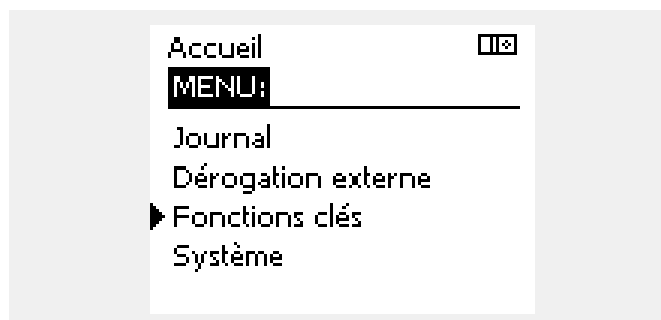 Accueil
MENU:
Journal
Dérogation externe
Fonctions clés
Système